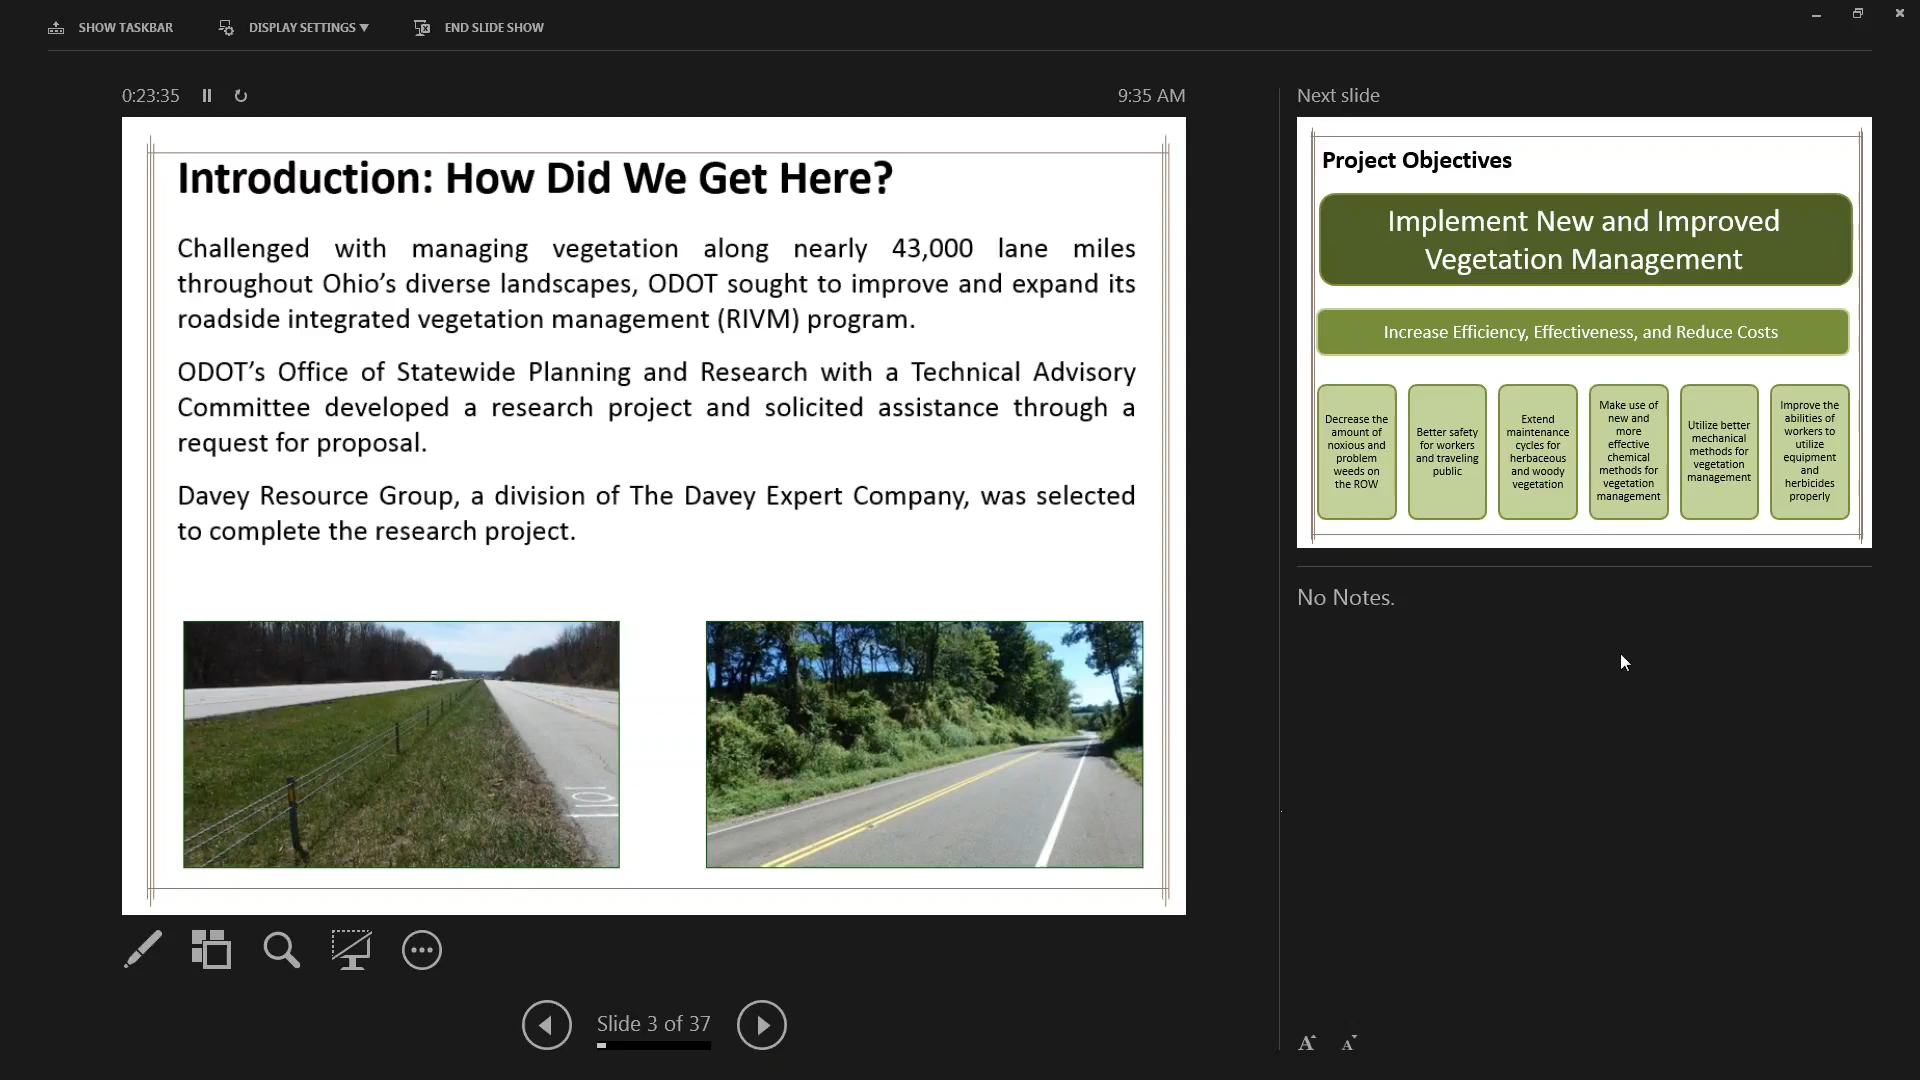 SHOW TASKBAR
DISPLAY SETTINGS
END SLIDE SHOW
0:23:35
9:35 AM
Introduction: How Did We Get Here?
Challenged with managing vegetation along nearly 43,000 lane miles
throughout Ohio’s diverse landscapes, ODOT sought to improve and expand its
roadside integrated vegetation management (RIVM) program.
ODOT’s Office of Statewide Planning and Research with a Technical Advisory
Committee developed a research project and solicited assistance through a
request for proposal.
Davey Resource Group, a division of The Davey Expert Company, was selected
to complete the research project.
Slide 3 of 37
Next slide
Project Objectives
Implement New and Improved
Vegetation Management
Increase Efficiency, Effectiveness, and Reduce Costs
Decrease the
amount of
noxious and
problem
weeds on
the ROW
Better safety
for workers
and traveling
public
Extend
maintenance
cycles for
herbaceous
and woody
vegetation
Make use of
new and
more
effective
chemical
methods for
vegetation
management
Utilize better
mechanical
methods for
vegetation
management
Improve the
abilities of
workers to
utilize
equipment
and
herbicides
properly
No Notes.
A A